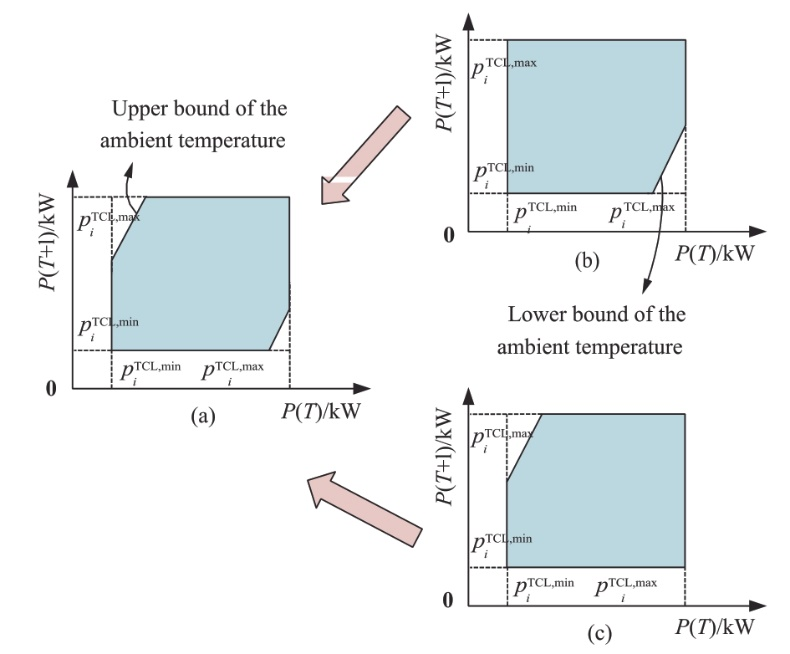 Upper bound of the
ambient temperature
P(T+1)/kW
p_i^TCL,max
p_i^TCL,min
0
p_i^TCL,min
p_i^TCL,max
(a)
P(T)/kW
P(T+1)/kW
p_i^TCL,max
p_i^TCL,min
0
p_i^TCL,min
p_i^TCL,max
(b)
P(T)/kW
Lower bound of the
ambient temperature
P(T+1)/kW
p_i^TCL,max
p_i^TCL,min
0
p_i^TCL,min
p_i^TCL,max
(c)
P(T)/kW